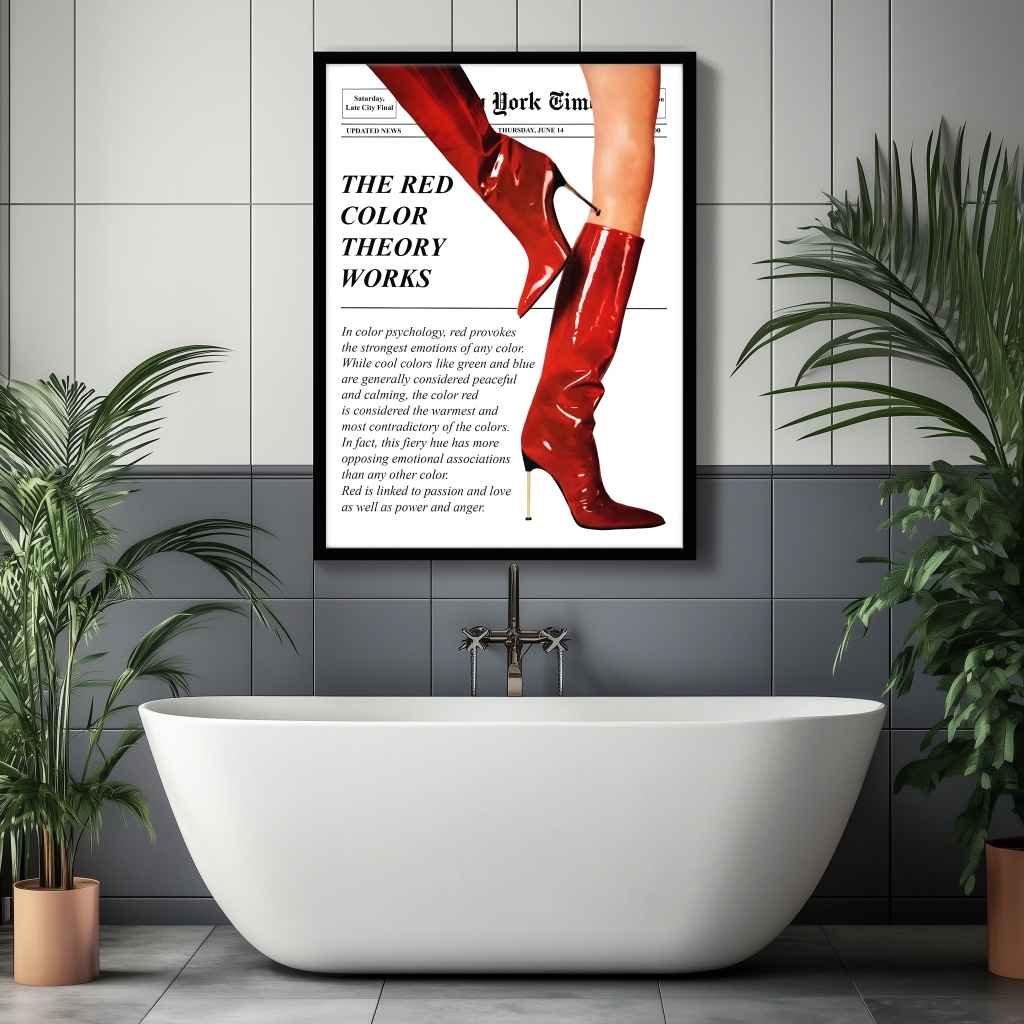 Saturday,
Late City Final
York Tim
UPDATED NEWS
THURSDAY, JUNE 14
THE RED
COLOR
THEORY
WORKS
In color psychology, red provokes
the strongest emotions of any color.
While cool colors like green and blue
are generally considered peaceful
and calming, the color red
is considered the warmest and
most contradictory of the colors.
In fact, this fiery hue has more
opposing emotional associations
than any other color.
Red is linked to passion and love
as well as power and anger.